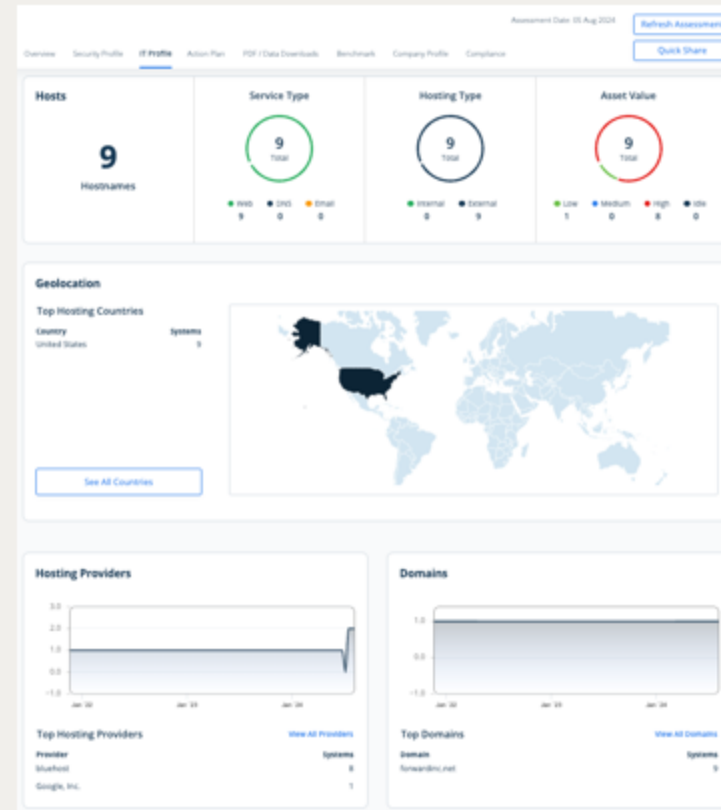 Assessment Date: 05 Aug 2024
Refresh Assessmen
Quick Share
Overview Security Profile IT Profile Action Plan PDF / Data Downloads Benchmark Company Profile Compliance
Hosts
9
Hostnames
Service Type
9
Total
Web DNS Email
9 0 0
Hosting Type
9
Total
Internal External
0 9
Asset Value
9
Total
Low Medium High Idle
1 0 8 0
Geolocation
Top Hosting Countries
Country Systems
United States 9
See All Countries
Hosting Providers
3.0
2.0
1.0
0.0
-1.0
Jan '22 Jan '23 Jan '24
Top Hosting Providers View All Providers
Provider Systems
bluehost 8
Google, Inc. 1
Domains
1.0
0.0
-1.0
Jan '22 Jan '23 Jan '24
Top Domains View All Domains
Domain Systems
forwardinc.net 9